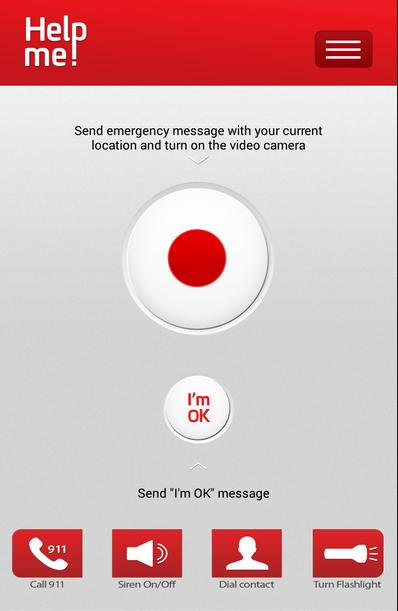 Help
me!
Send emergency message with your current
location and turn on the video camera
I'm
OK
Send "I'm OK" message
911
Call 911
Siren On/Off
Dial contact
Turn Flashlight